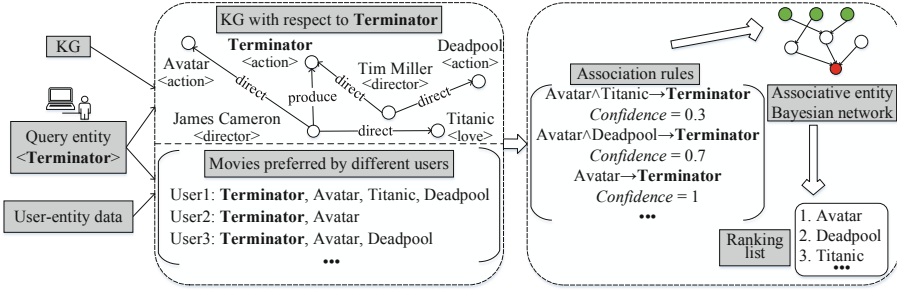 KG
Query entity
<Terminator>
User-entity data
KG with respect to Terminator
Avatar
<action>
Terminator
<action>
Deadpool
<action>
Tim Miller
<director>
direct
produce
direct
direct
James Cameron
<director>
direct
Titanic
<love>
Movies preferred by different users
User1: Terminator, Avatar, Titanic, Deadpool
User2: Terminator, Avatar
User3: Terminator, Avatar, Deadpool
•••
Association rules
Avatar∧Titanic→Terminator
Confidence = 0.3
Avatar∧Deadpool→Terminator
Confidence = 0.7
Avatar→Terminator
Confidence = 1
•••
Associative entity
Bayesian network
Ranking
list
1. Avatar
2. Deadpool
3. Titanic
•••